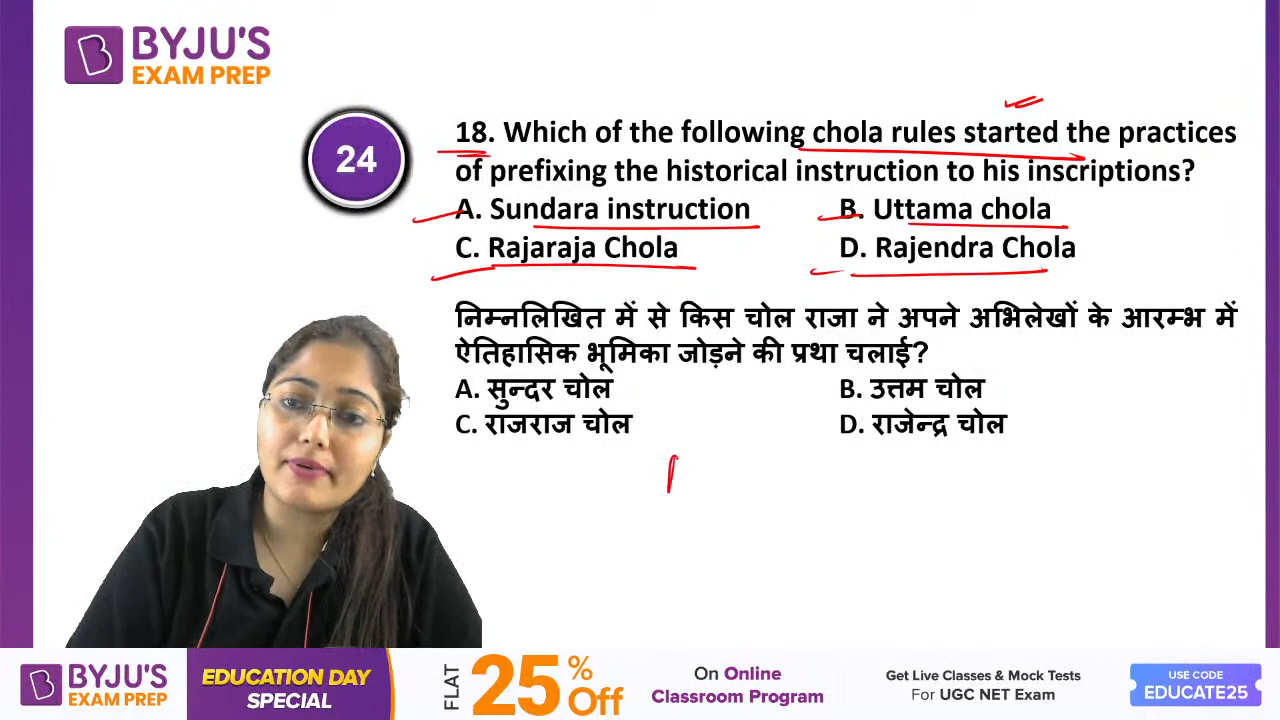 BYJU'S
EXAM PREP
24
18. Which of the following chola rules started the practices
of prefixing the historical instruction to his inscriptions?
A. Sundara instruction B. Uttama chola
C. Rajaraja Chola D. Rajendra Chola
निम्नलिखित में से किस चोल राजा ने अपने अभिलेखों के आरम्भ में
ऐतिहासिक भूमिका जोड़ने की प्रथा चलाई?
A. सुन्दर चोल B. उत्तम चोल
C. राजराज चोल D. राजेन्द्र चोल
BYJU'S
EXAM PREP
EDUCATION DAY
SPECIAL
FLAT
25% Off
On Online
Classroom Program
Get Live Classes & Mock Tests
For UGC NET Exam
USE CODE
EDUCATE25